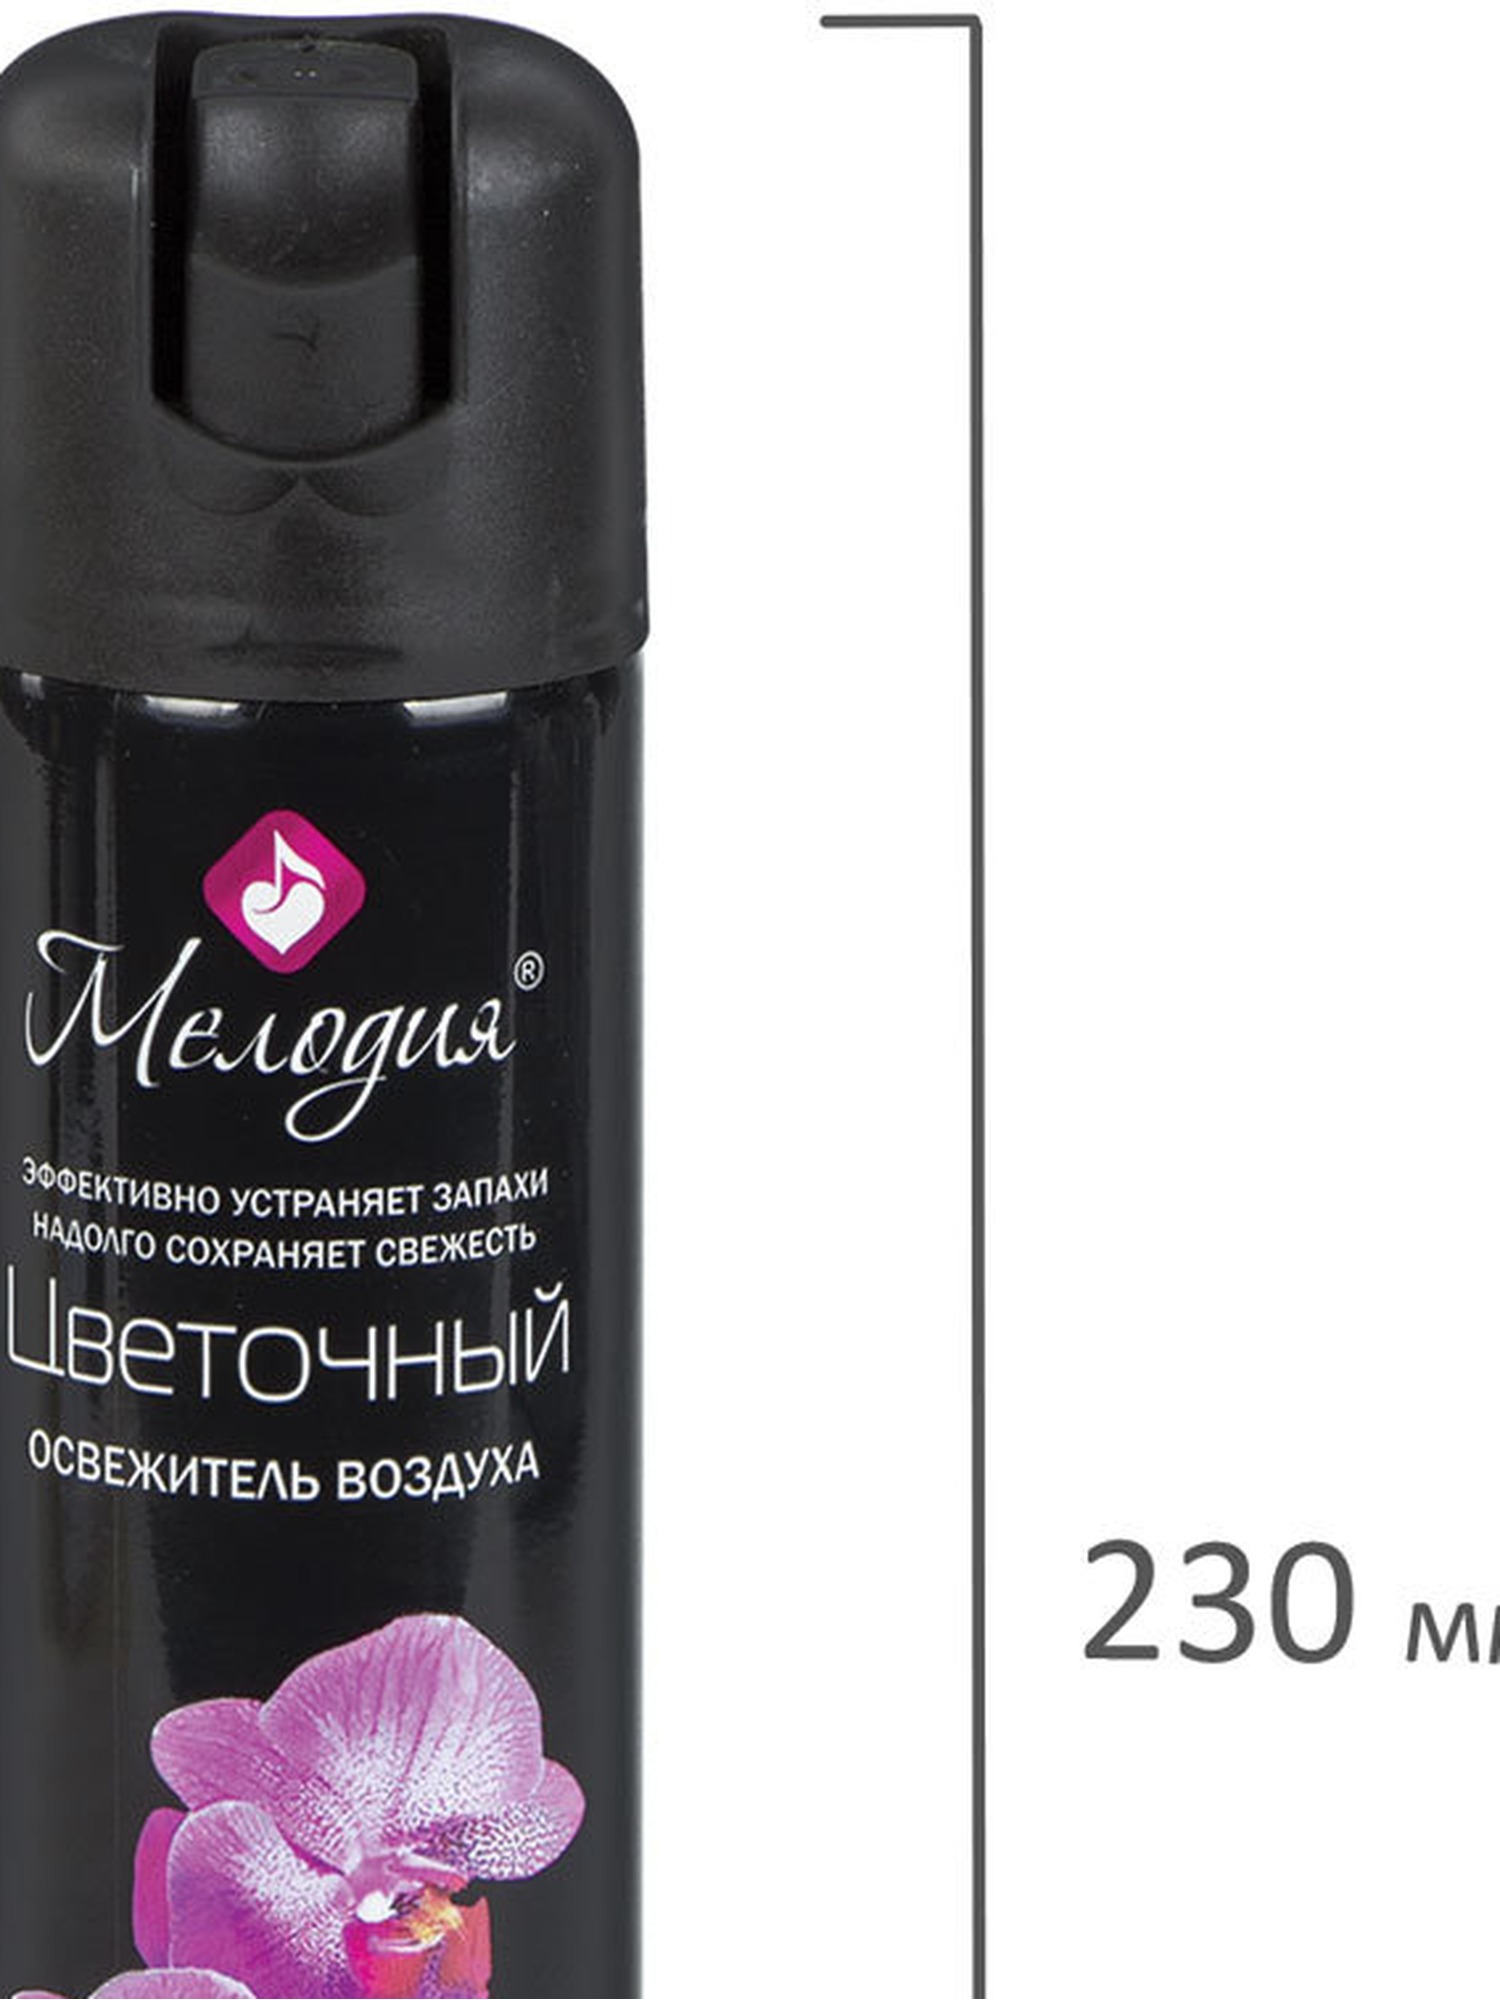 Мелодия®
ЭФФЕКТИВНО УСТРАНЯЕТ ЗАПАХИ
НАДОЛГО СОХРАНЯЕТ СВЕЖЕСТЬ
Цветочный
ОСВЕЖИТЕЛЬ ВОЗДУХА
230